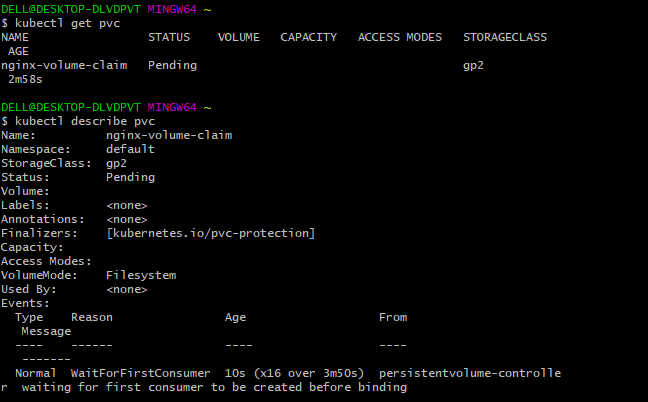 DELL@DESKTOP-DLVDPVT MINGW64 ~
$ kubectl get pvc
NAME                 STATUS    VOLUME   CAPACITY   ACCESS MODES   STORAGECLASS
 AGE
nginx-volume-claim   Pending                                      gp2
 2m58s
DELL@DESKTOP-DLVDPVT MINGW64 ~
$ kubectl describe pvc
Name:          nginx-volume-claim
Namespace:     default
StorageClass:  gp2
Status:        Pending
Volume:
Labels:        <none>
Annotations:   <none>
Finalizers:    [kubernetes.io/pvc-protection]
Capacity:
Access Modes:
VolumeMode:    Filesystem
Used By:       <none>
Events:
  Type    Reason                Age                   From
   Message
  ----    ------                ----                  ----
   -------
  Normal  WaitForFirstConsumer  10s (x16 over 3m50s)  persistentvolume-controlle
r  waiting for first consumer to be created before binding